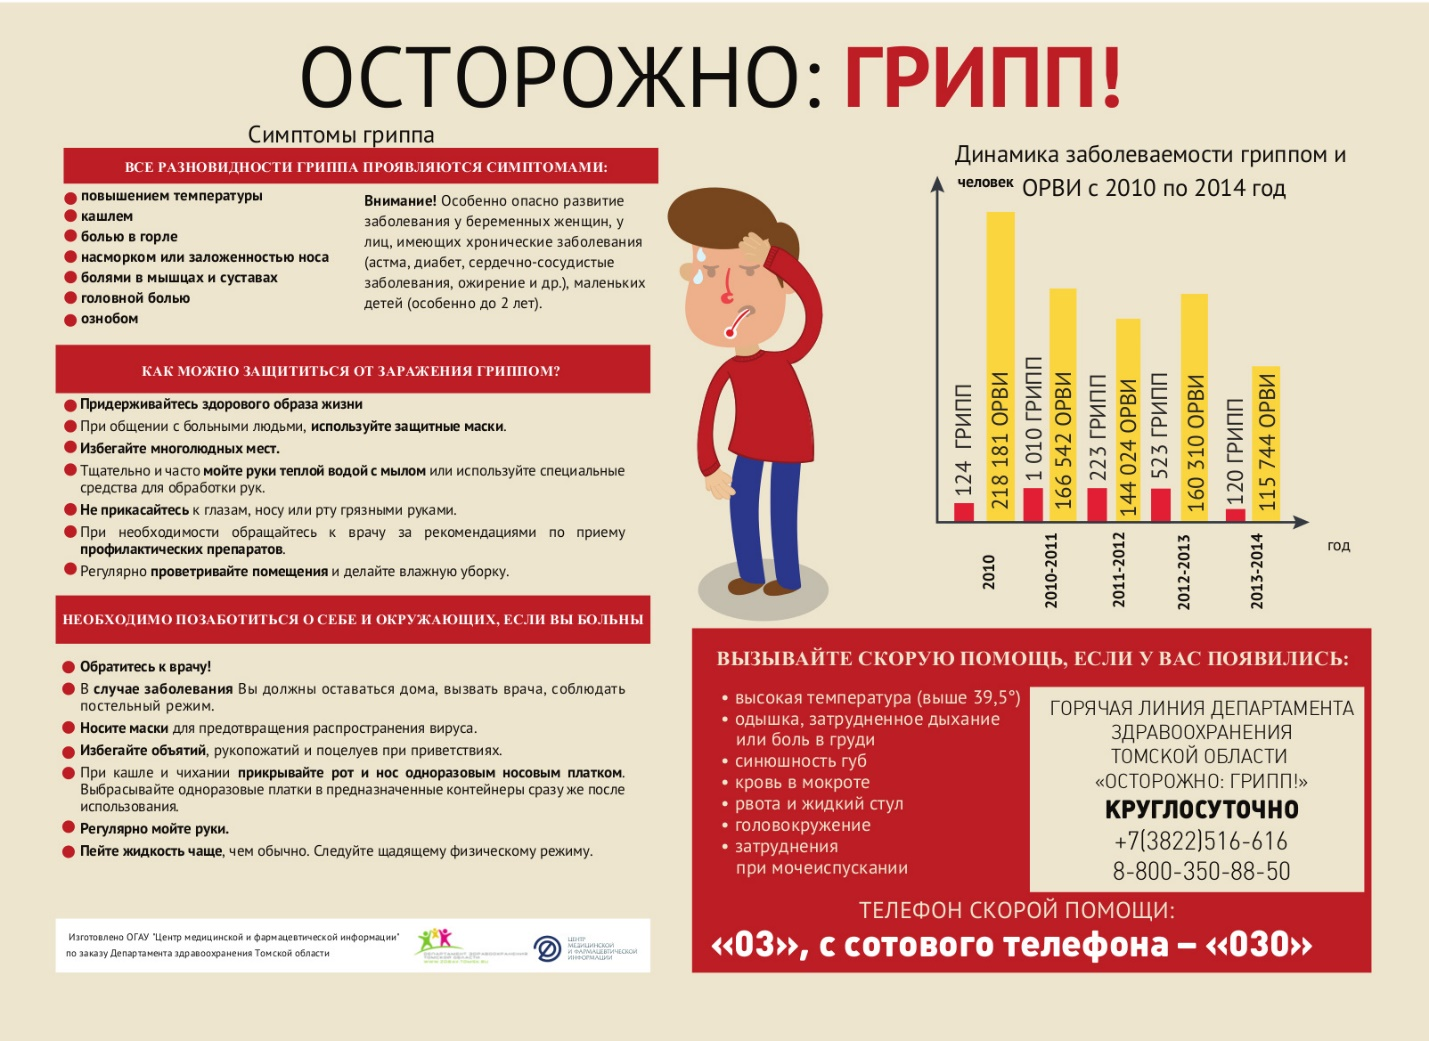 ОСТОРОЖНО: ГРИПП!
Симптомы гриппа
ВСЕ РАЗНОВИДНОСТИ ГРИППА ПРОЯВЛЯЮТСЯ СИМПТОМАМИ:
повышением температуры
кашлем
болью в горле
насморком или заложенностью носа
болями в мышцах и суставах
головной болью
ознобом
Внимание! Особенно опасно развитие
заболевания у беременных женщин, у
лиц, имеющих хронические заболевания
(астма, диабет, сердечно-сосудистые
заболевания, ожирение и др.), маленьких
детей (особенно до 2 лет).
КАК МОЖНО ЗАЩИТИТЬСЯ ОТ ЗАРАЖЕНИЯ ГРИППОМ?
Придерживайтесь здорового образа жизни
При общении с больными людьми, используйте защитные маски.
Избегайте многолюдных мест.
Тщательно и часто мойте руки теплой водой с мылом или используйте специальные
средства для обработки рук.
Не прикасайтесь к глазам, носу или рту грязными руками.
При необходимости обращайтесь к врачу за рекомендациями по приему
профилактических препаратов.
Регулярно проветривайте помещения и делайте влажную уборку.
НЕОБХОДИМО ПОЗАБОТИТЬСЯ О СЕБЕ И ОКРУЖАЮЩИХ, ЕСЛИ ВЫ БОЛЬНЫ
Обратитесь к врачу!
В случае заболевания Вы должны оставаться дома, вызвать врача, соблюдать
постельный режим.
Носите маски для предотвращения распространения вируса.
Избегайте объятий, рукопожатий и поцелуев при приветствиях.
При кашле и чихании прикрывайте рот и нос одноразовым носовым платком.
Выбрасывайте одноразовые платки в предназначенные контейнеры сразу же после
использования.
Регулярно мойте руки.
Пейте жидкость чаще, чем обычно. Следуйте щадящему физическому режиму.
Изготовлено ОГАУ "Центр медицинской и фармацевтической информации"
по заказу Департамента здравоохранения Томской области
ДЕПАРТАМЕНТ ЗДРАВООХРАНЕНИЯ
ТОМСКОЙ ОБЛАСТИ
ЦЕНТР
МЕДИЦИНСКОЙ
И ФАРМАЦЕВТИЧЕСКОЙ
ИНФОРМАЦИИ
Динамика заболеваемости гриппом и
ОРВИ с 2010 по 2014 год
человек
124 ГРИПП
218 181 ОРВИ
1 010 ГРИПП
166 542 ОРВИ
223 ГРИПП
144 024 ОРВИ
523 ГРИПП
160 310 ОРВИ
120 ГРИПП
115 744 ОРВИ
2010
2010-2011
2011-2012
2012-2013
2013-2014
год
ВЫЗЫВАЙТЕ СКОРУЮ ПОМОЩЬ, ЕСЛИ У ВАС ПОЯВИЛИСЬ:
• высокая температура (выше 39,5°)
• одышка, затрудненное дыхание
или боль в груди
• синюшность губ
• кровь в мокроте
• рвота и жидкий стул
• головокружение
• затруднения
при мочеиспускании
ГОРЯЧАЯ ЛИНИЯ ДЕПАРТАМЕНТА
ЗДРАВООХРАНЕНИЯ
ТОМСКОЙ ОБЛАСТИ
«ОСТОРОЖНО: ГРИПП!»
КРУГЛОСУТОЧНО
+7(3822)516-616
8-800-350-88-50
ТЕЛЕФОН СКОРОЙ ПОМОЩИ:
«03», с сотового телефона – «030»